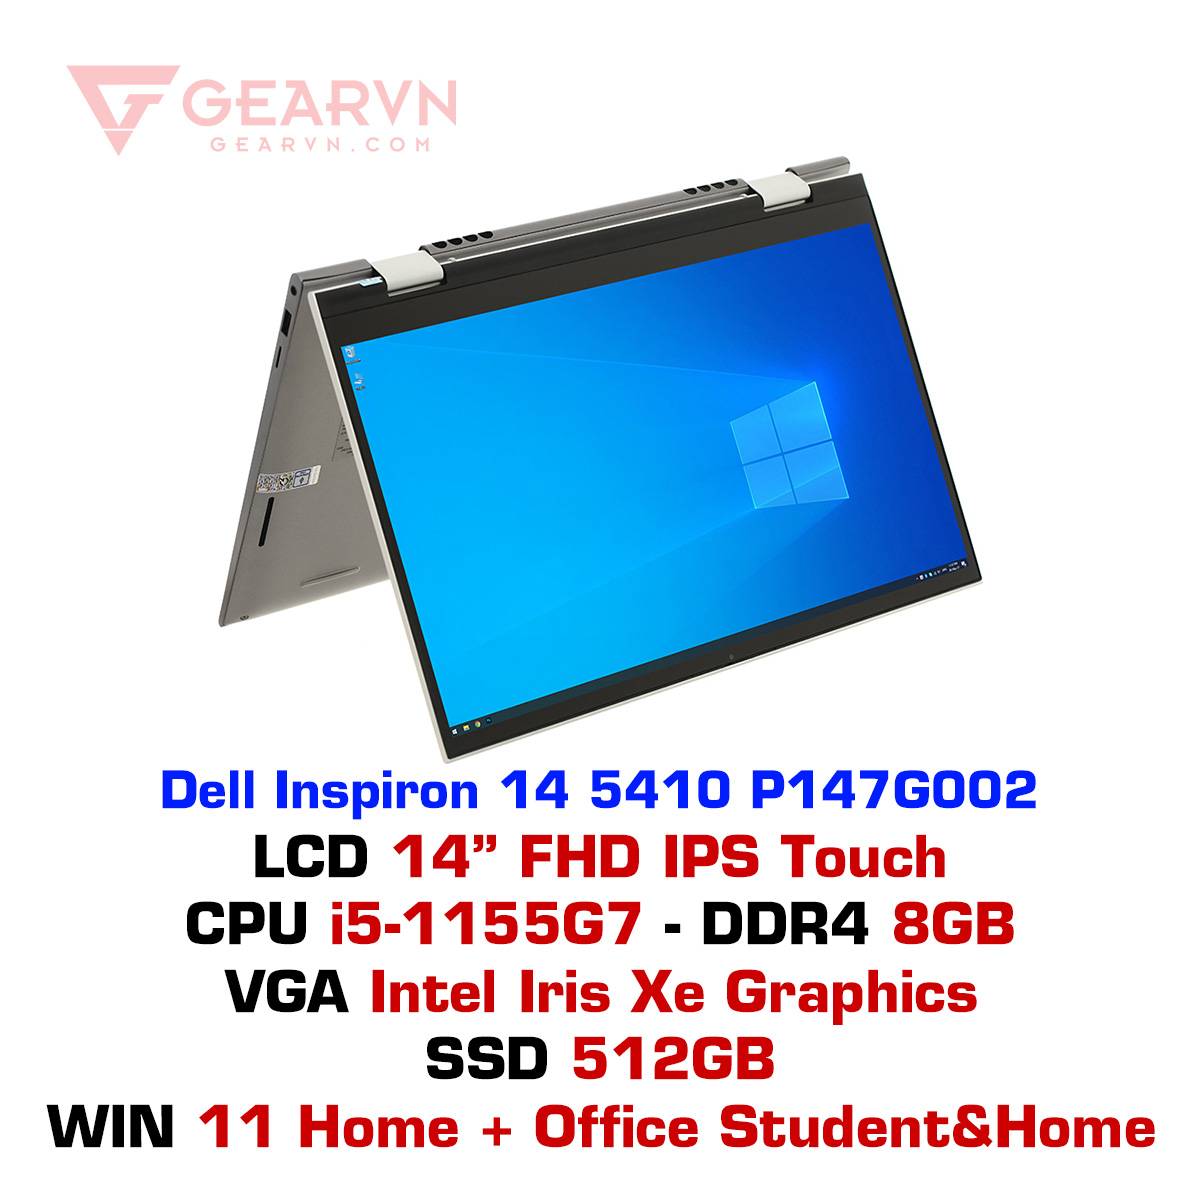 GEARVN
GEARVN.COM
Dell Inspiron 14 5410 P147G002
LCD 14” FHD IPS Touch
CPU i5-1155G7 - DDR4 8GB
VGA Intel Iris Xe Graphics
SSD 512GB
WIN 11 Home + Office Student&Home